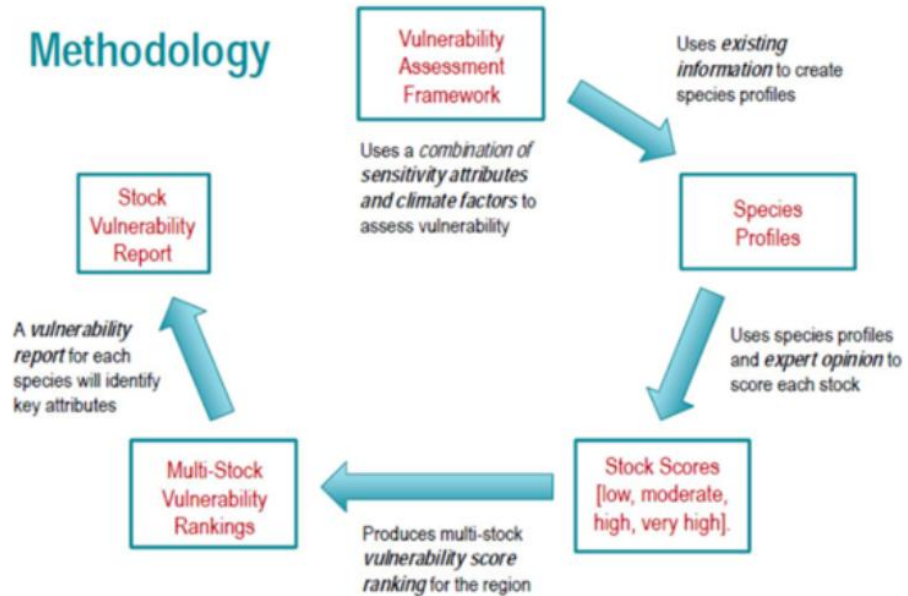 Methodology
Vulnerability
Assessment
Framework
Uses a combination of
sensitivity attributes
and climate factors to
assess vulnerability
Uses existing
information to create
species profiles
Species
Profiles
Uses species profiles
and expert opinion to
score each stock
Stock Scores
[low, moderate,
high, very high].
Produces multi-stock
vulnerability score
ranking for the region
Multi-Stock
Vulnerability
Rankings
A vulnerability
report for each
species will identify
key attributes
Stock
Vulnerability
Report